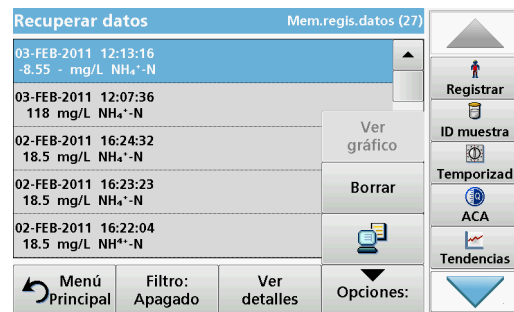 Recuperar datos
Mem.regis.datos (27)
03-FEB-2011 12:13:16
-8.55 - mg/L NH₄⁺-N
03-FEB-2011 12:07:36
118 mg/L NH₄⁺-N
02-FEB-2011 16:24:32
18.5 mg/L NH₄⁺-N
02-FEB-2011 16:23:23
18.5 mg/L NH₄⁺-N
02-FEB-2011 16:22:04
18.5 mg/L NH⁴⁺-N
Ver
gráfico
Borrar
Menú
Principal
Filtro:
Apagado
Ver
detalles
Opciones:
Registrar
ID muestra
Temporizad
ACA
Tendencias